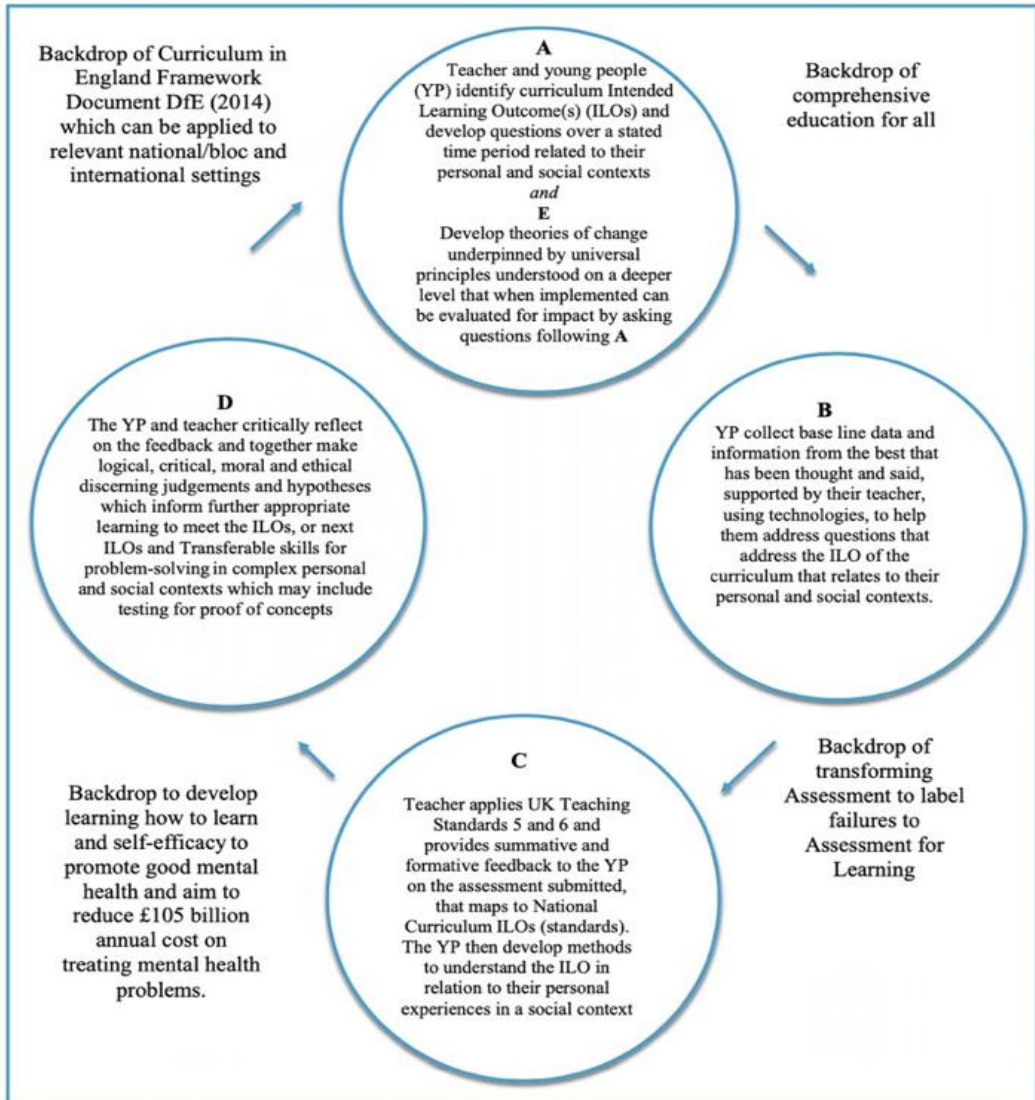 Backdrop of Curriculum in
England Framework
Document DfE (2014)
which can be applied to
relevant national/bloc and
international settings
A
Teacher and young people
(YP) identify curriculum Intended
Learning Outcome(s) (ILOs) and
develop questions over a stated
time period related to their
personal and social contexts
and
E
Develop theories of change
underpinned by universal
principles understood on a deeper
level that when implemented can
be evaluated for impact by asking
questions following A
Backdrop of
comprehensive
education for all
B
YP collect base line data and
information from the best that
has been thought and said,
supported by their teacher,
using technologies, to help
them address questions that
address the ILO of the
curriculum that relates to their
personal and social contexts.
Backdrop of
transforming
Assessment to label
failures to
Assessment for
Learning
C
Teacher applies UK Teaching
Standards 5 and 6 and
provides summative and
formative feedback to the YP
on the assessment submitted,
that maps to National
Curriculum ILOs (standards).
The YP then develop methods
to understand the ILO in
relation to their personal
experiences in a social context
Backdrop to develop
learning how to learn
and self-efficacy to
promote good mental
health and aim to
reduce £105 billion
annual cost on
treating mental health
problems.
D
The YP and teacher critically reflect
on the feedback and together make
logical, critical, moral and ethical
discerning judgements and hypotheses
which inform further appropriate
learning to meet the ILOs, or next
ILOs and Transferable skills for
problem-solving in complex personal
and social contexts which may include
testing for proof of concepts